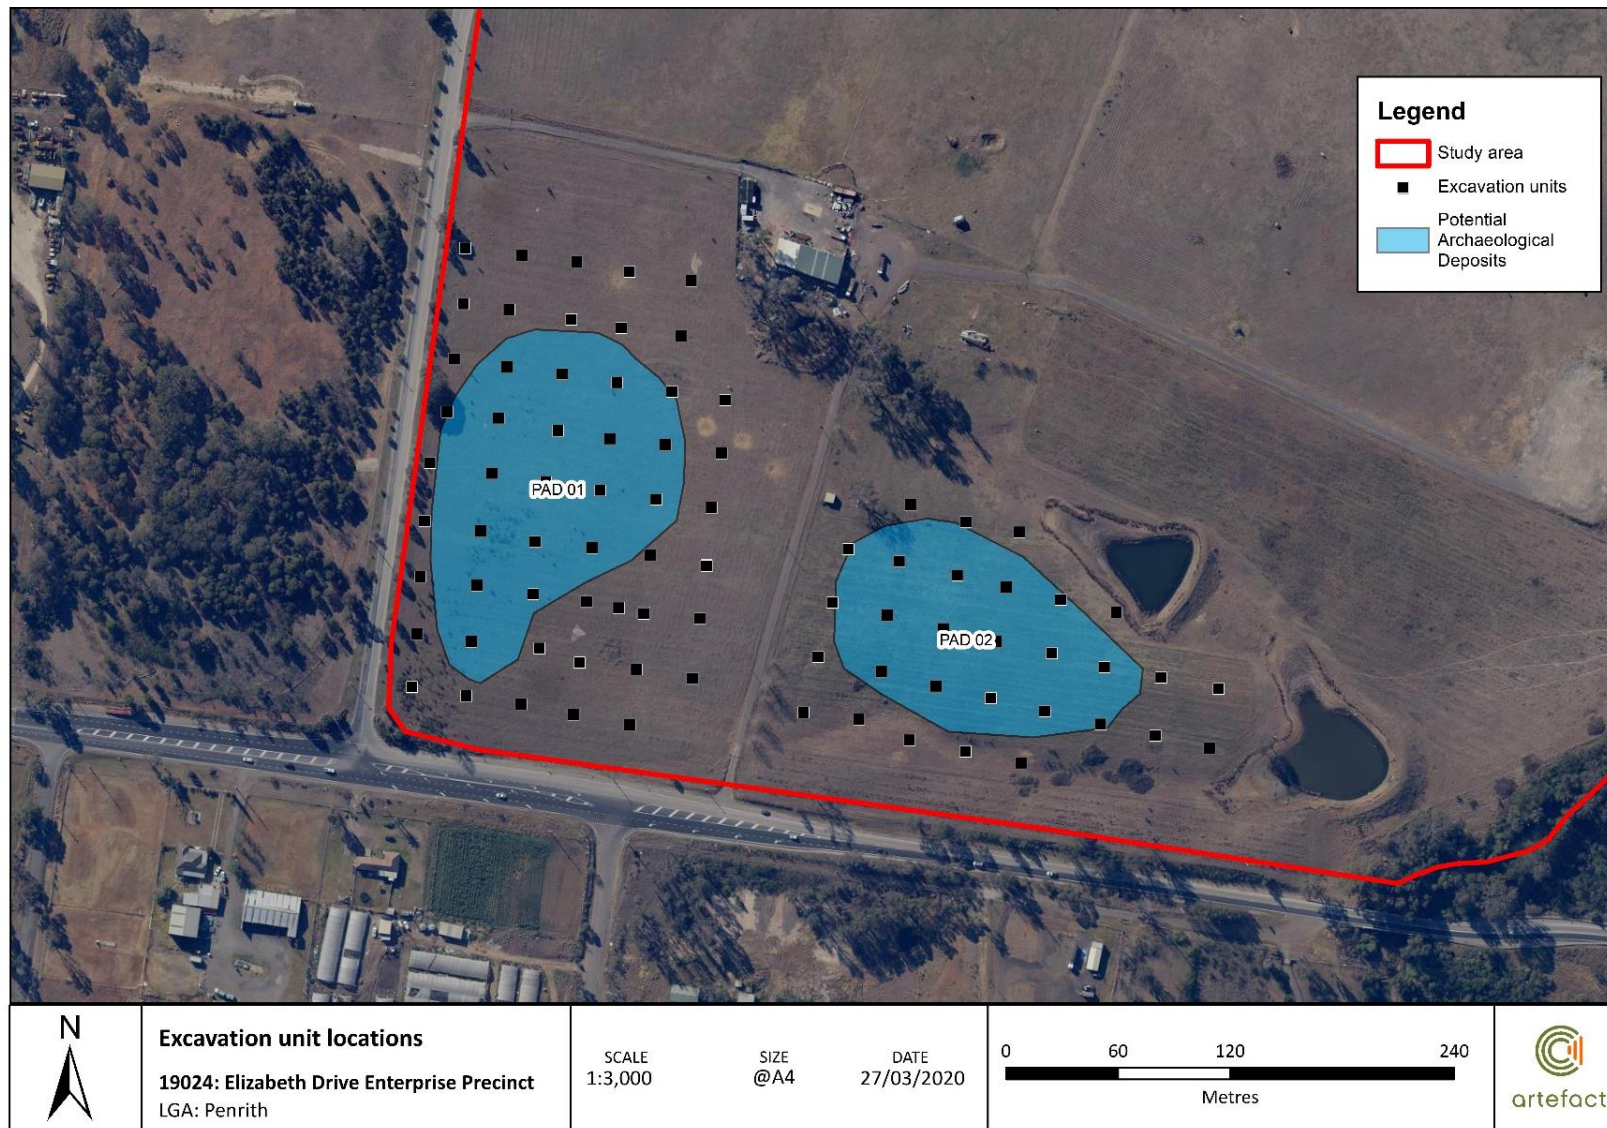 Legend
Study area
Excavation units
Potential
Archaeological
Deposits
PAD 01
PAD 02
N
Excavation unit locations
19024: Elizabeth Drive Enterprise Precinct
LGA: Penrith
SCALE
1:3,000
SIZE
@A4
DATE
27/03/2020
0 60 120 240
Metres
artefact